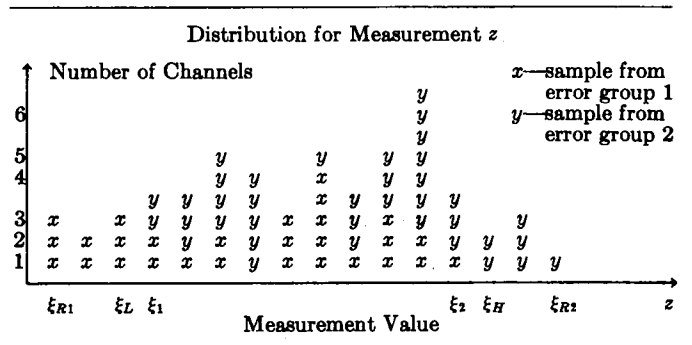 Distribution for Measurement z
Number of Channels
x—sample from
error group 1
y—sample from
error group 2
y
6 y
y
5 y y y y
4 y y x y y
y y y y x y y y y
3 x x y y y y x x y x y y y
2 x x x x y x y x x y x x y y y
1 x x x x x x y x x x x x x y y y
ξR1 ξL ξ1 ξ2 ξH ξR2 z
Measurement Value